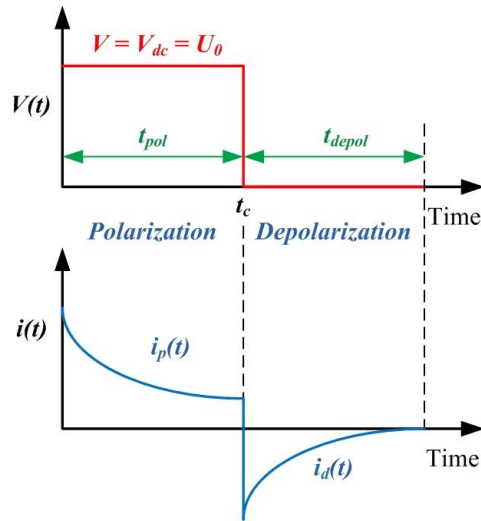 V = V_dc = U_0
V(t)
t_pol
t_depol
t_c
Time
Polarization
Depolarization
i(t)
i_p(t)
Time
i_d(t)